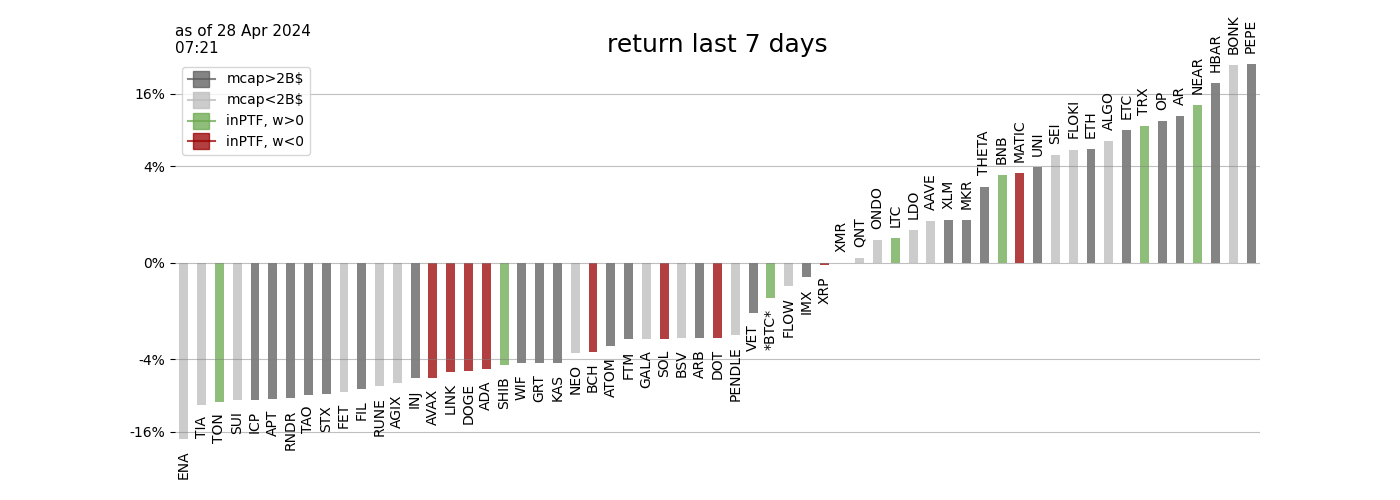 as of 28 Apr 2024
07:21
return last 7 days
mcap>2B$
mcap<2B$
inPTF, w>0
inPTF, w<0
16%
4%
0%
-4%
-16%
ENA
TIA
TON
SUI
ICP
APT
RNDR
TAO
STX
FET
FIL
RUNE
AGIX
INJ
AVAX
LINK
DOGE
ADA
SHIB
WIF
GRT
KAS
NEO
BCH
ATOM
FTM
GALA
SOL
BSV
ARB
DOT
PENDLE
VET
*BTC*
FLOW
IMX
XRP
XMR
QNT
ONDO
LTC
LDO
AAVE
XLM
MKR
THETA
BNB
MATIC
UNI
SEI
FLOKI
ETH
ALGO
ETC
TRX
OP
AR
NEAR
HBAR
BONK
PEPE